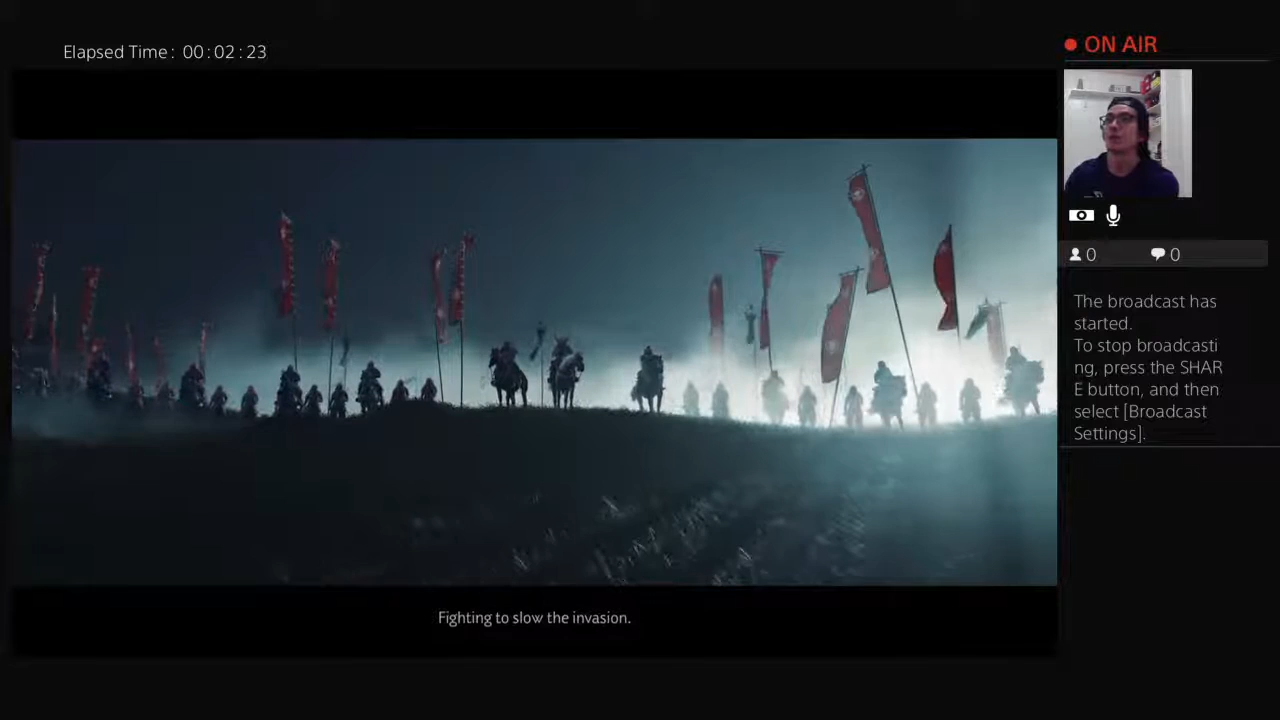 Elapsed Time: 00:02:23
ON AIR
0 0
The broadcast has
started.
To stop broadcasti
ng, press the SHAR
E button, and then
select [Broadcast
Settings].
Fighting to slow the invasion.